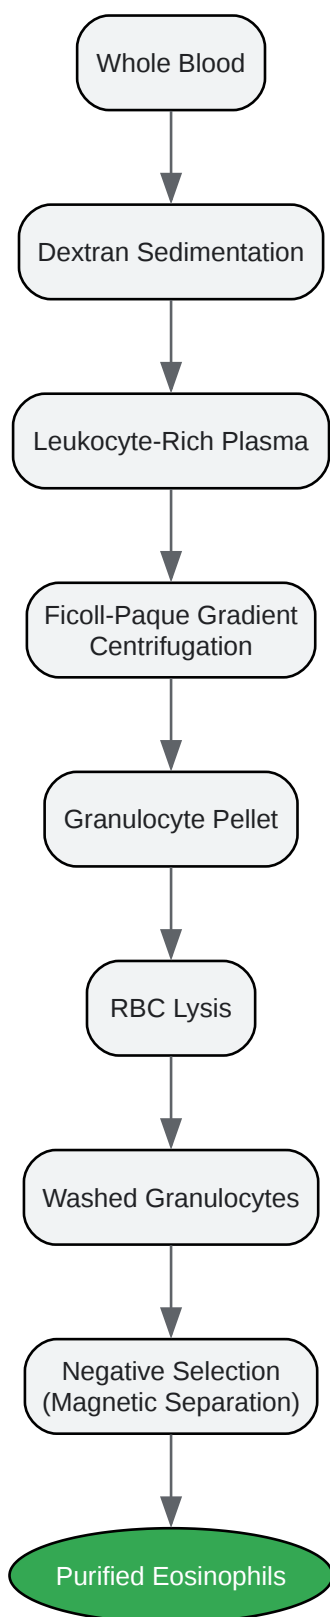 Whole Blood
Dextran Sedimentation
Leukocyte-Rich Plasma
Ficoll-Paque Gradient
Centrifugation
Granulocyte Pellet
RBC Lysis
Washed Granulocytes
Negative Selection
(Magnetic Separation)
Purified Eosinophils